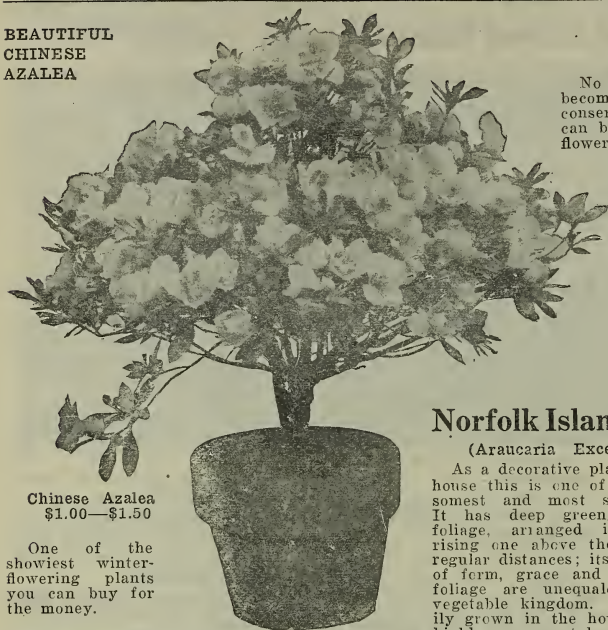 BEAUTIFUL
CHINESE
AZALEA
No
becom
conser
can b
flower
Chinese Azalea
$1.00—$1.50
One of the
showiest winter-
flowering plants
you can buy for
the money.
Norfolk Islan
(Araucaria Exce
As a decorative pla
house this is one of
somest and most s
It has deep green
foliage, arranged i
rising one above the
regular distances; its
of form, grace and
foliage are unequale
vegetable kingdom.
ily grown in the ho